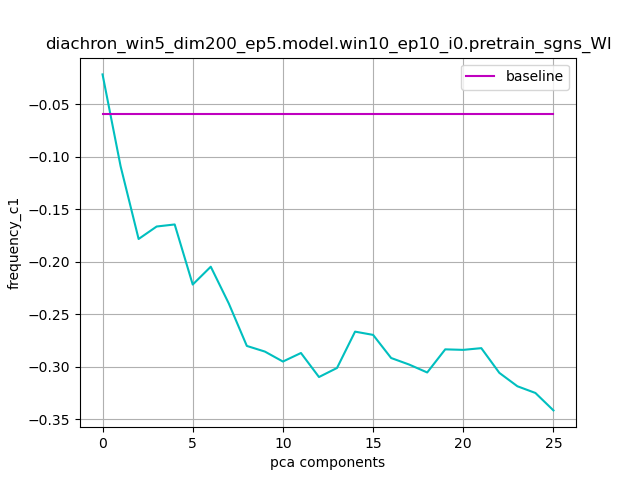 diachron_win5_dim200_ep5.model.win10_ep10_i0.pretrain_sgns_WI
baseline
−0.05
−0.10
−0.15
−0.20
−0.25
−0.30
−0.35
frequency_c1
0 5 10 15 20 25
pca components